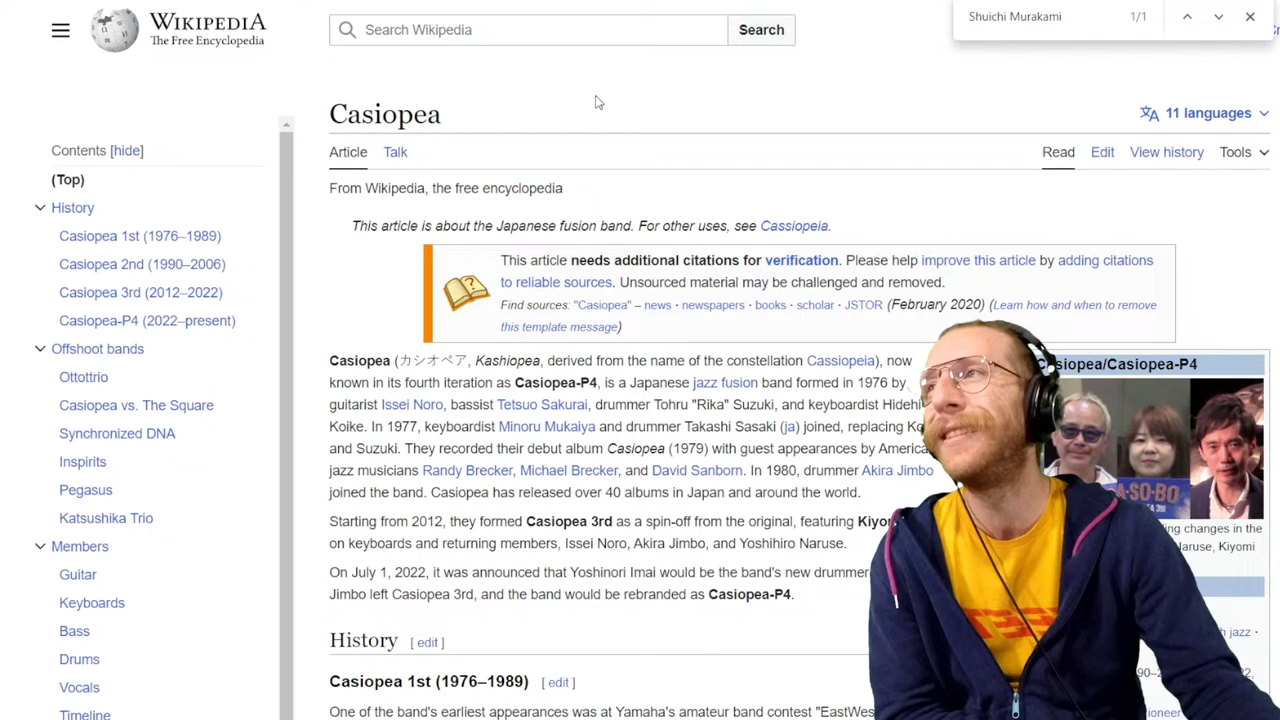 WIKIPEDIA
The Free Encyclopedia
Search Wikipedia
Search
Shuichi Murakami 1/1
Casiopea
11 languages
Contents [hide]
Article Talk
Read Edit View history Tools
(Top)
From Wikipedia, the free encyclopedia
History
Casiopea 1st (1976–1989)
Casiopea 2nd (1990–2006)
Casiopea 3rd (2012–2022)
Casiopea-P4 (2022–present)
Offshoot bands
Ottottrio
Casiopea vs. The Square
Synchronized DNA
Inspirits
Pegasus
Katsushika Trio
Members
Guitar
Keyboards
Bass
Drums
Vocals
Timeline
This article is about the Japanese fusion band. For other uses, see Cassiopeia.
This article needs additional citations for verification. Please help improve this article by adding citations
to reliable sources. Unsourced material may be challenged and removed.
Find sources: "Casiopea" – news · newspapers · books · scholar · JSTOR (February 2020) (Learn how and when to remove
this template message)
Casiopea (カシオペア, Kashiopea, derived from the name of the constellation Cassiopeia), now
known in its fourth iteration as Casiopea-P4, is a Japanese jazz fusion band formed in 1976 by
guitarist Issei Noro, bassist Tetsuo Sakurai, drummer Tohru "Rika" Suzuki, and keyboardist Hidehi
Koike. In 1977, keyboardist Minoru Mukaiya and drummer Takashi Sasaki (ja) joined, replacing Ko
and Suzuki. They recorded their debut album Casiopea (1979) with guest appearances by America
jazz musicians Randy Brecker, Michael Brecker, and David Sanborn. In 1980, drummer Akira Jimbo
joined the band. Casiopea has released over 40 albums in Japan and around the world.
Starting from 2012, they formed Casiopea 3rd as a spin-off from the original, featuring Kiyo
on keyboards and returning members, Issei Noro, Akira Jimbo, and Yoshihiro Naruse.
On July 1, 2022, it was announced that Yoshinori Imai would be the band's new drummer
Jimbo left Casiopea 3rd, and the band would be rebranded as Casiopea-P4.
History [ edit ]
Casiopea 1st (1976–1989) [ edit ]
One of the band's earliest appearances was at Yamaha's amateur band contest "EastWes
siopea/Casiopea-P4
A·SO·BO
ing changes in the
aruse, Kiyomi
jazz ·